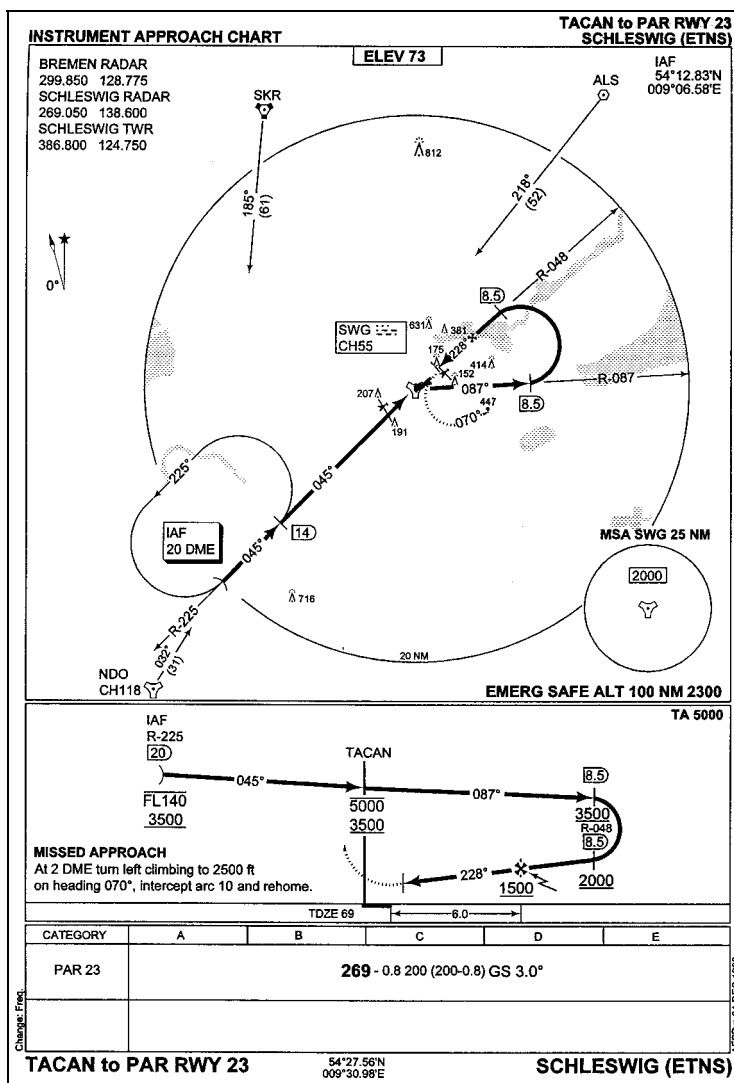 INSTRUMENT APPROACH CHART
TACAN to PAR RWY 23
SCHLESWIG (ETNS)
BREMEN RADAR
299.850 128.775
SCHLESWIG RADAR
269.050 138.600
SCHLESWIG TWR
386.800 124.750
ELEV 73
IAF
54°12.83'N
009°06.58'E
SKR
ALS
812
185°
(61)
218°
(52)
0°
R-048
8.5
SWG
CH55
631
381
175
228°
414
152
087°
R-087
8.5
207
447
070°
191
045°
225°
IAF
20 DME
045°
14
MSA SWG 25 NM
2000
716
R-225
032°
(31)
20 NM
NDO
CH118
EMERG SAFE ALT 100 NM 2300
TA 5000
IAF
R-225
20
TACAN
045°
087°
8.5
FL140
3500
5000
3500
3500
R-048
8.5
MISSED APPROACH
At 2 DME turn left climbing to 2500 ft
on heading 070°, intercept arc 10 and rehome.
228°
1500
2000
TDZE 69
6.0
CATEGORY A B C D E
PAR 23
269 - 0.8 200 (200-0.8) GS 3.0°
Change: Freq.
TACAN to PAR RWY 23
54°27.56'N
009°30.98'E
SCHLESWIG (ETNS)